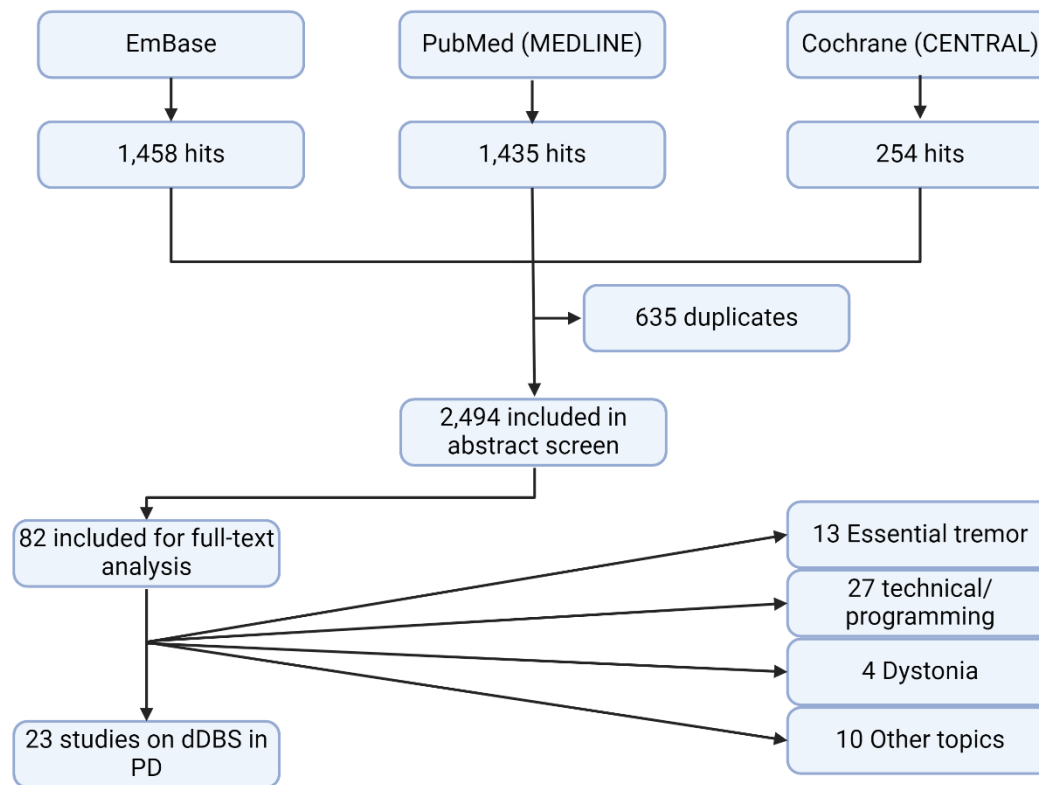 EmBase
PubMed (MEDLINE)
Cochrane (CENTRAL)
1,458 hits
1,435 hits
254 hits
635 duplicates
2,494 included in
abstract screen
82 included for full-text
analysis
13 Essential tremor
27 technical/
programming
4 Dystonia
10 Other topics
23 studies on dDBS in
PD